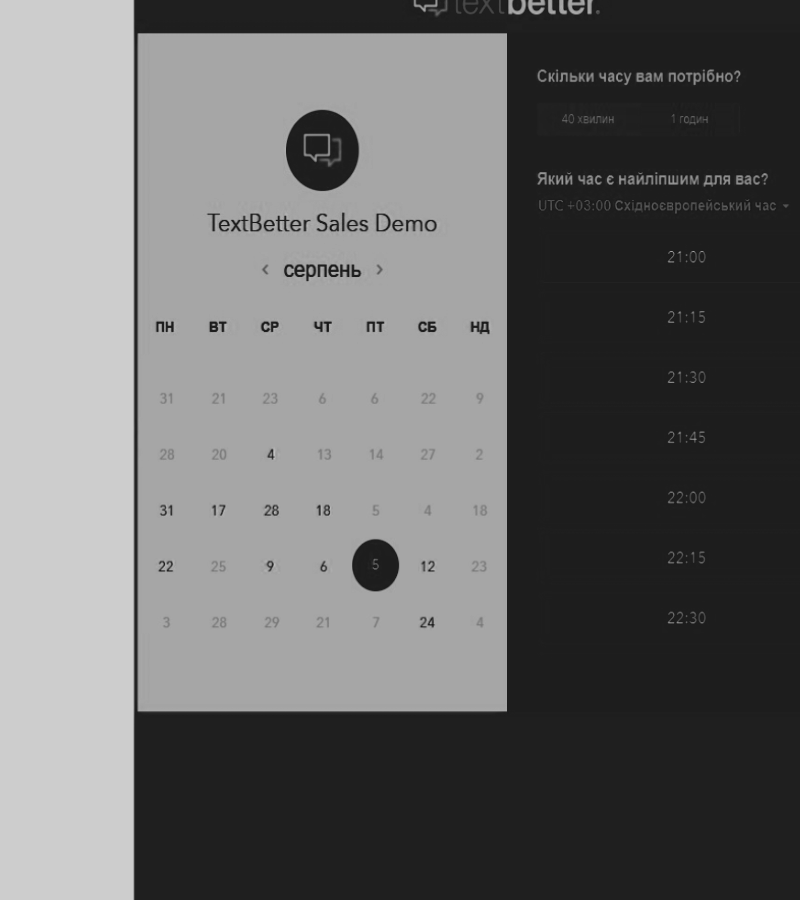 textbetter.
TextBetter Sales Demo
‹ серпень ›
ПН ВТ СР ЧТ ПТ СБ НД
31 21 23 6 6 22 9
28 20 4 13 14 27 2
31 17 28 18 5 4 18
22 25 9 6 5 12 23
3 28 29 21 7 24 4
Скільки часу вам потрібно?
40 хвилин 1 годин
Який час є найліпшим для вас?
UTC +03:00 Східноєвропейський час
21:00
21:15
21:30
21:45
22:00
22:15
22:30